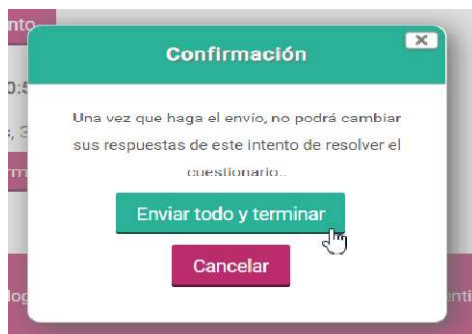 Confirmación
Una vez que haga el envío, no podrá cambiar
sus respuestas de este intento de resolver el
cuestionario..
Enviar todo y terminar
Cancelar